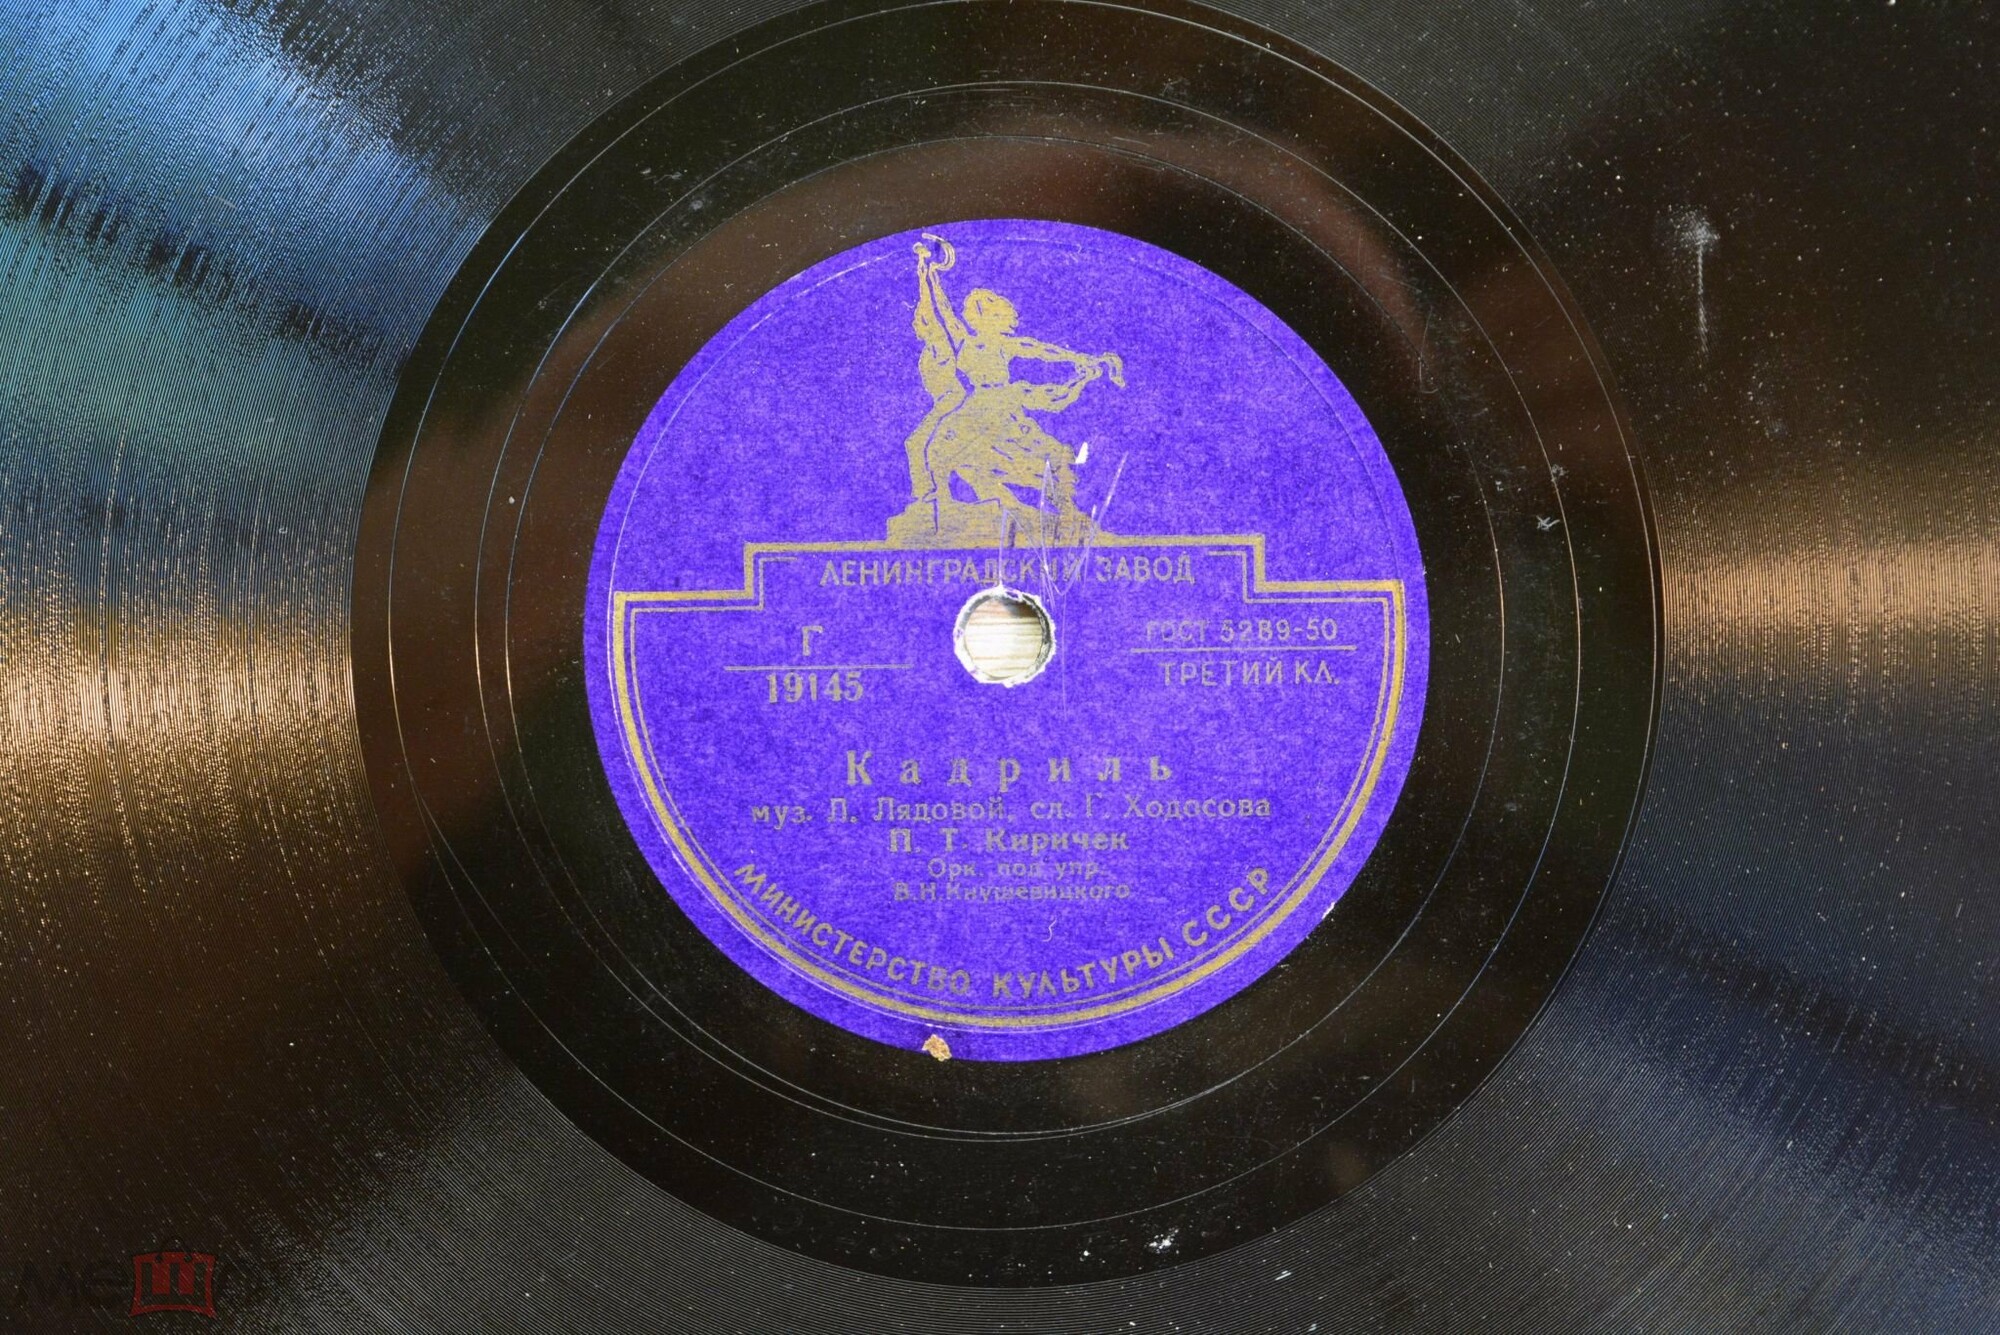 ЛЕНИНГРАДСКИЙ ЗАВОД
Г
19145
ГОСТ 5289-50
ТРЕТИЙ КЛ.
Кадриль
муз. Л. Лядовой, сл. Г. Ходосова
П. Т. Киричек
Орк. под упр.
В.Н.Кнушевицкого
МИНИСТЕРСТВО КУЛЬТУРЫ СССР
мешок